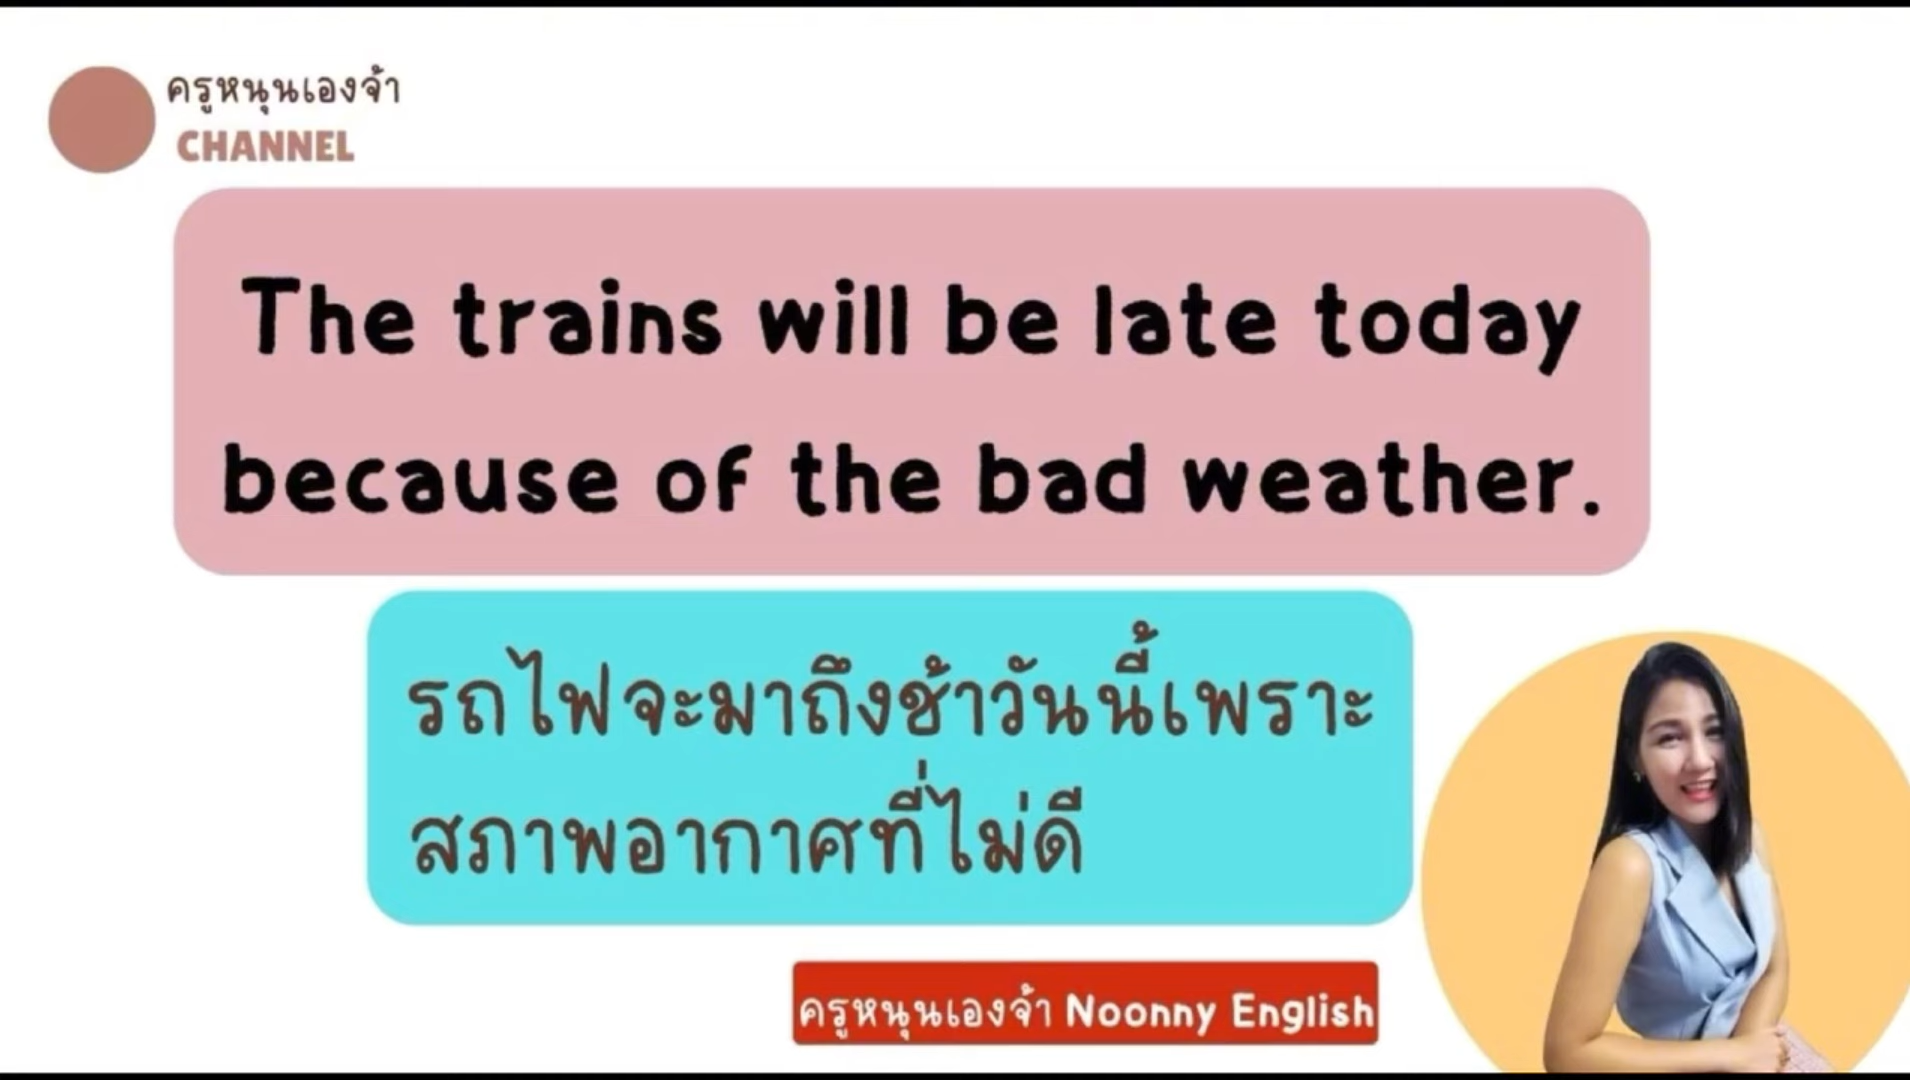 ครูหนุนเองจ้า
CHANNEL
The trains will be late today
because of the bad weather.
รถไฟจะมาถึงช้าวันนี้เพราะ
สภาพอากาศที่ไม่ดี
ครูหนุนเองจ้า Noonny English